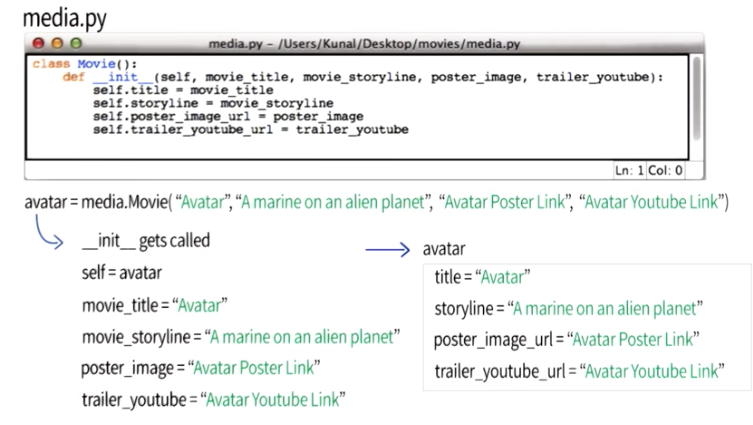 media.py
media.py - /Users/Kunal/Desktop/movies/media.py
class Movie():
    def __init__(self, movie_title, movie_storyline, poster_image, trailer_youtube):
        self.title = movie_title
        self.storyline = movie_storyline
        self.poster_image_url = poster_image
        self.trailer_youtube_url = trailer_youtube
Ln: 1 Col: 0
avatar = media.Movie( “Avatar”, “A marine on an alien planet”, “Avatar Poster Link”, “Avatar Youtube Link”)
__init__ gets called
self = avatar
movie_title = “Avatar”
movie_storyline = “A marine on an alien planet”
poster_image = “Avatar Poster Link”
trailer_youtube = “Avatar Youtube Link”
avatar
title = “Avatar”
storyline = “A marine on an alien planet”
poster_image_url = “Avatar Poster Link”
trailer_youtube_url = “Avatar Youtube Link”